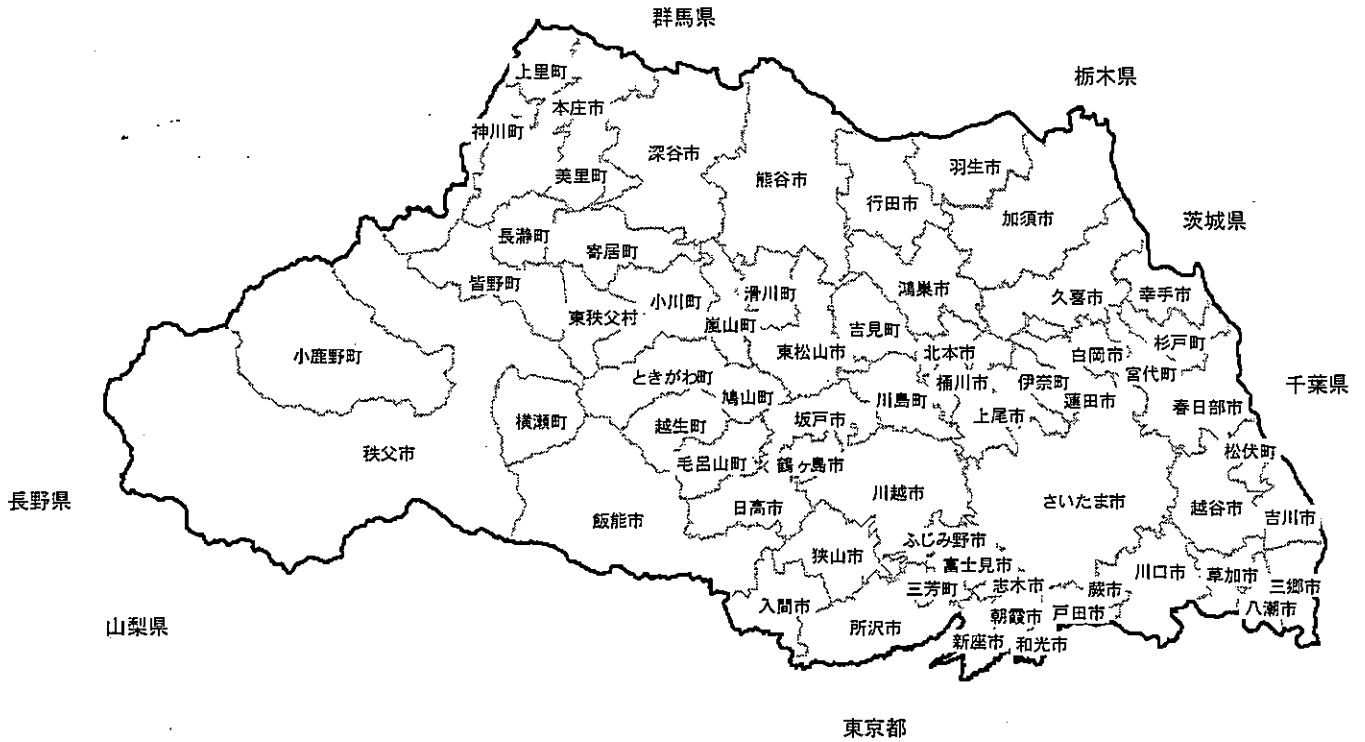 群馬県
栃木県
上里町
本庄市
神川町
深谷市
熊谷市
羽生市
美里町
行田市
加須市
茨城県
長瀞町
寄居町
皆野町
小川町
滑川町
鴻巣市
久喜市
幸手市
東秩父村
嵐山町
吉見町
小鹿野町
東松山市
北本市
白岡市
杉戸町
ときがわ町
桶川市
伊奈町
宮代町
千葉県
鳩山町
川島町
蓮田市
横瀬町
越生町
坂戸市
上尾市
春日部市
秩父市
毛呂山町
鶴ヶ島市
松伏町
長野県
川越市
さいたま市
日高市
越谷市
吉川市
飯能市
ふじみ野市
狭山市
富士見市
川口市
草加市
三芳町
志木市
蕨市
三郷市
入間市
戸田市
八潮市
朝霞市
山梨県
所沢市
新座市
和光市
東京都